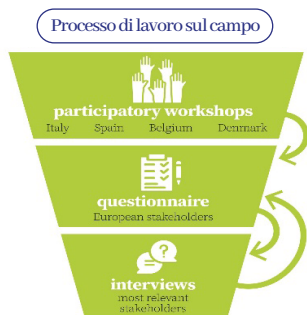 Processo di lavoro sul campo
participatory workshops
Italy Spain Belgium Denmark
questionnaire
European stakeholders
?
interviews
most relevant
stakeholders